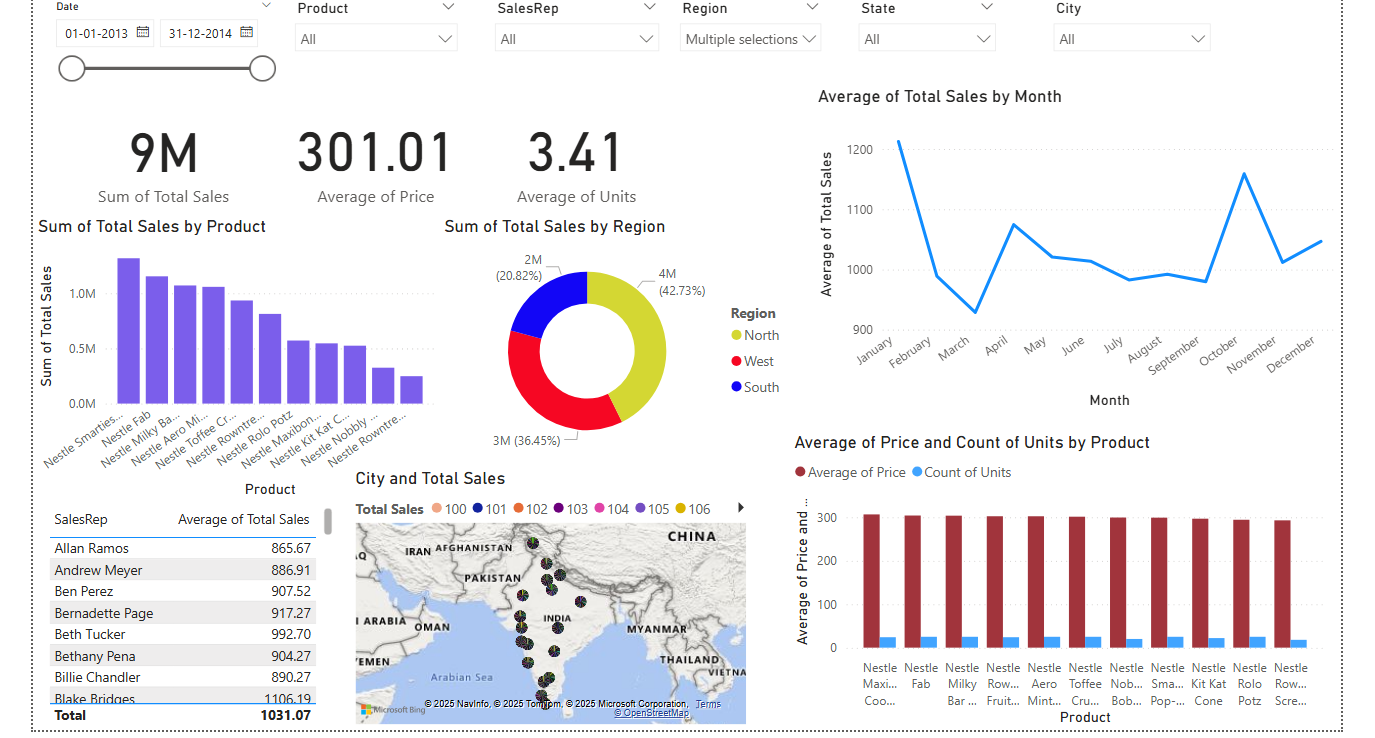 Date
Product
SalesRep
Region
State
City
01-01-2013
31-12-2014
All
All
Multiple selections
All
All
9M
Sum of Total Sales
301.01
Average of Price
3.41
Average of Units
Average of Total Sales by Month
Average of Total Sales
1200
1100
1000
900
January
February
March
April
May
June
July
August
September
October
November
December
Month
Sum of Total Sales by Product
Sum of Total Sales
1.0M
0.5M
0.0M
Nestle Smarties...
Nestle Fab
Nestle Milky Ba...
Nestle Aero Mi...
Nestle Toffee Cr...
Nestle Rowntre...
Nestle Rolo Potz
Nestle Maxibon...
Nestle Kit Kat C...
Nestle Nobbly ...
Nestle Rowntre...
Product
Sum of Total Sales by Region
2M
(20.82%)
4M
(42.73%)
3M (36.45%)
Region
North
West
South
SalesRep Average of Total Sales
Allan Ramos 865.67
Andrew Meyer 886.91
Ben Perez 907.52
Bernadette Page 917.27
Beth Tucker 992.70
Bethany Pena 904.27
Billie Chandler 890.27
Blake Bridges 1106.19
Total 1031.07
City and Total Sales
Total Sales 100 101 102 103 104 105 106
CHINA
IRAN
AFGHANISTAN
AQ
PAKISTAN
INDIA
I ARABIA
OMAN
MYANMAR
YEMEN
THAILAND
VIETNA
Arabian Sea
Microsoft Bing
© 2025 NavInfo, © 2025 TomTom, © 2025 Microsoft Corporation, Terms
© OpenStreetMap
Average of Price and Count of Units by Product
Average of Price Count of Units
Average of Price and ...
300
200
100
0
Nestle Maxi... Coo...
Nestle Fab
Nestle Milky Bar ...
Nestle Row... Fruit...
Nestle Aero Mint...
Nestle Toffee Cru...
Nestle Nob... Bob...
Nestle Sma... Pop-...
Nestle Kit Kat Cone
Nestle Rolo Potz
Nestle Row... Scre...
Product